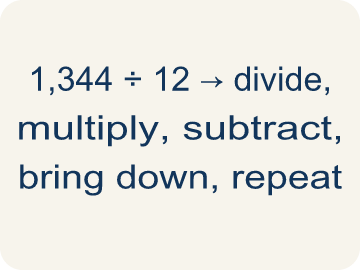 1,344 ÷ 12 → divide,
multiply, subtract,
bring down, repeat